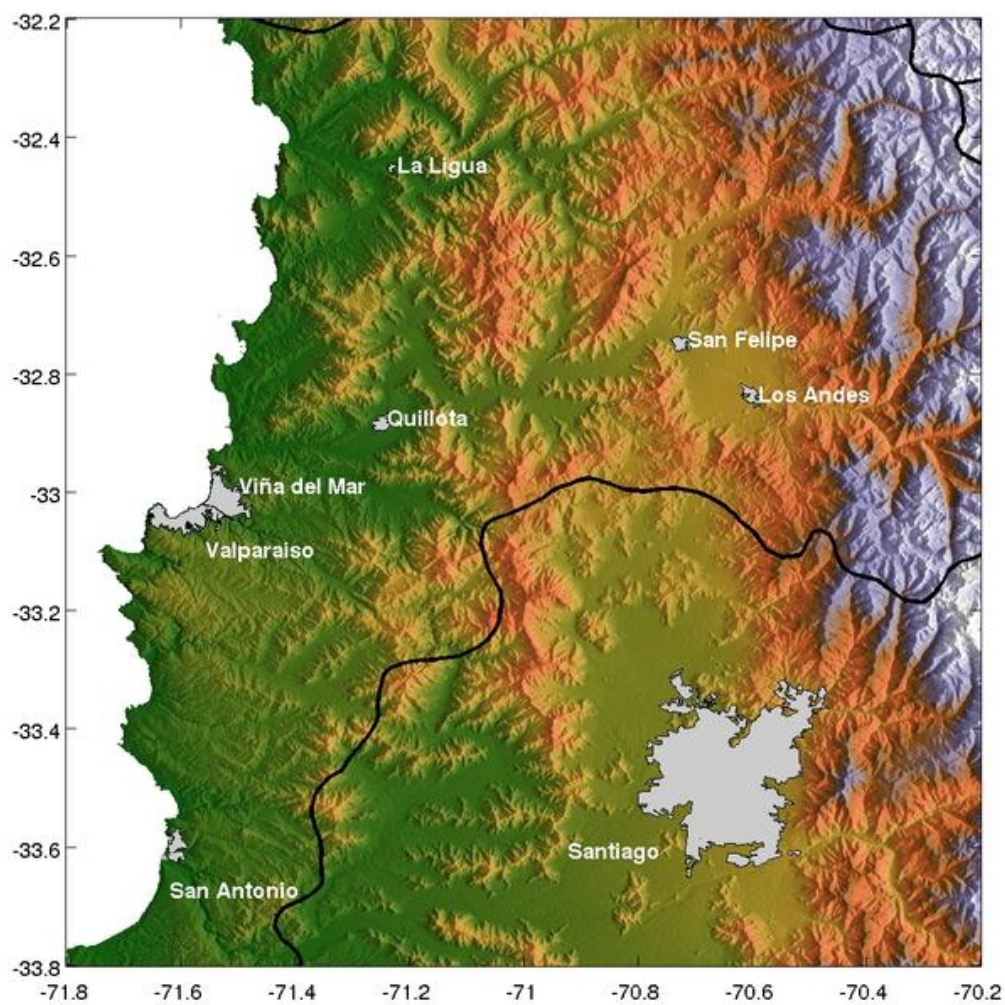 -32.2
-32.4
La Ligua
-32.6
San Felipe
-32.8
Los Andes
Quillota
Viña del Mar
-33
Valparaiso
-33.2
-33.4
Santiago
-33.6
San Antonio
-33.8
-71.8 -71.6 -71.4 -71.2 -71 -70.8 -70.6 -70.4 -70.2